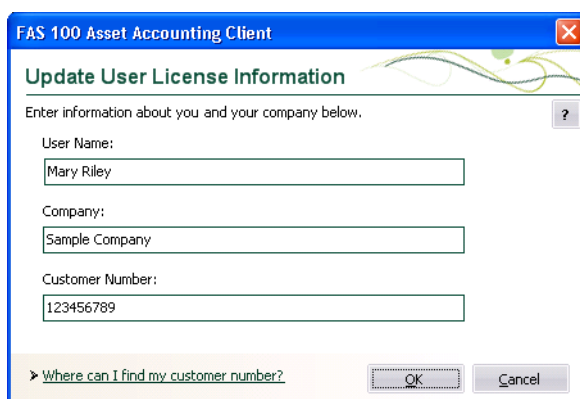 FAS 100 Asset Accounting Client
Update User License Information
Enter information about you and your company below.
?
User Name:
Mary Riley
Company:
Sample Company
Customer Number:
123456789
Where can I find my customer number?
OK
Cancel